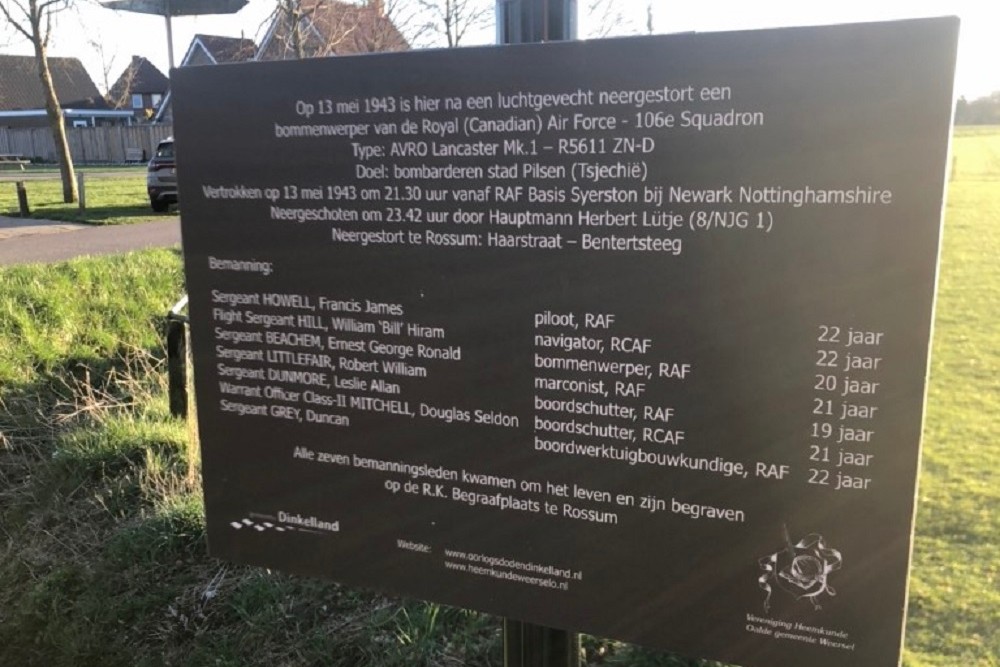 Op 13 mei 1943 is hier na een luchtgevecht neergestort een
bommenwerper van de Royal (Canadian) Air Force - 106e Squadron
Type: AVRO Lancaster Mk.1 – R5611 ZN-D
Doel: bombarderen stad Pilsen (Tsjechië)
Vertrokken op 13 mei 1943 om 21.30 uur vanaf RAF Basis Syerston bij Newark Nottinghamshire
Neergeschoten om 23.42 uur door Hauptmann Herbert Lütje (8/NJG 1)
Neergestort te Rossum: Haarstraat – Bentertsteeg
Bemanning:
Sergeant HOWELL, Francis James piloot, RAF 22 jaar
Flight Sergeant HILL, William 'Bill' Hiram navigator, RCAF 22 jaar
Sergeant BEACHEM, Ernest George Ronald bommenwerper, RAF 20 jaar
Sergeant LITTLEFAIR, Robert William marconist, RAF 21 jaar
Sergeant DUNMORE, Leslie Allan boordschutter, RAF 19 jaar
Warrant Officer Class-II MITCHELL, Douglas Seldon boordschutter, RCAF 21 jaar
Sergeant GREY, Duncan boordwerktuigbouwkundige, RAF 22 jaar
Alle zeven bemanningsleden kwamen om het leven en zijn begraven
op de R.K. Begraafplaats te Rossum
Dinkelland
Website: www.oorlogsdodendinkelland.nl
www.heemkundeweerselo.nl
Vereniging Heemkunde
Oalde gemeente Weersel